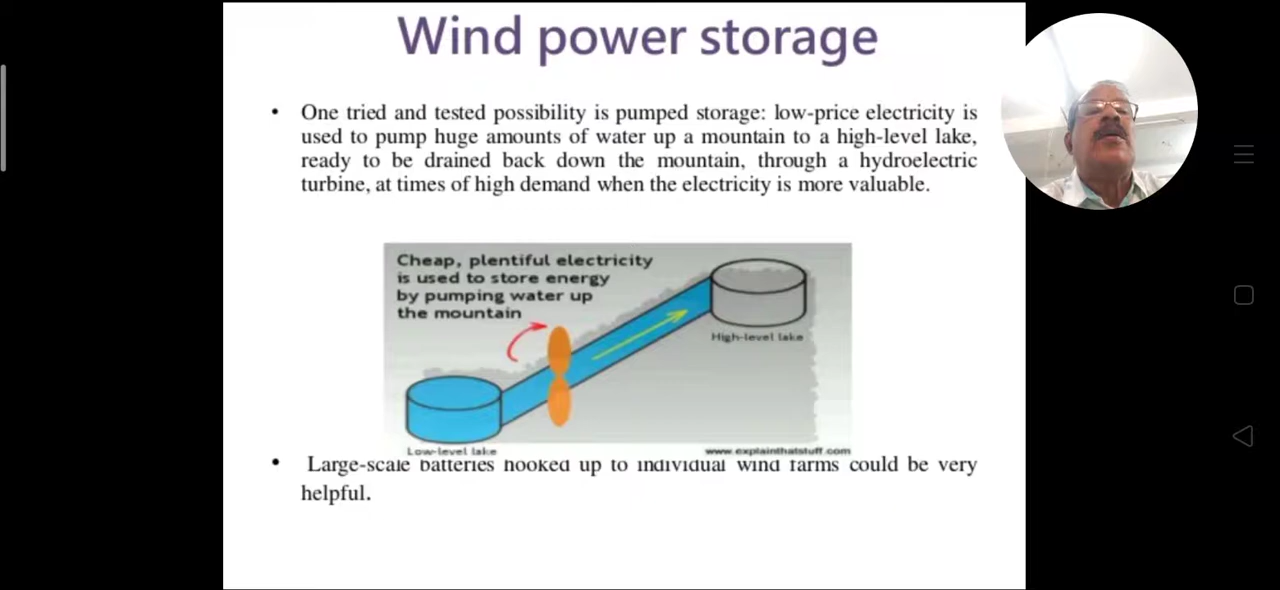 Wind power storage
• One tried and tested possibility is pumped storage: low-price electricity is
used to pump huge amounts of water up a mountain to a high-level lake,
ready to be drained back down the mountain, through a hydroelectric
turbine, at times of high demand when the electricity is more valuable.
Cheap, plentiful electricity
is used to store energy
by pumping water up
the mountain
High-level lake
Low-level lake
www.explainthatstuff.com
• Large-scale batteries hooked up to individual wind farms could be very
helpful.